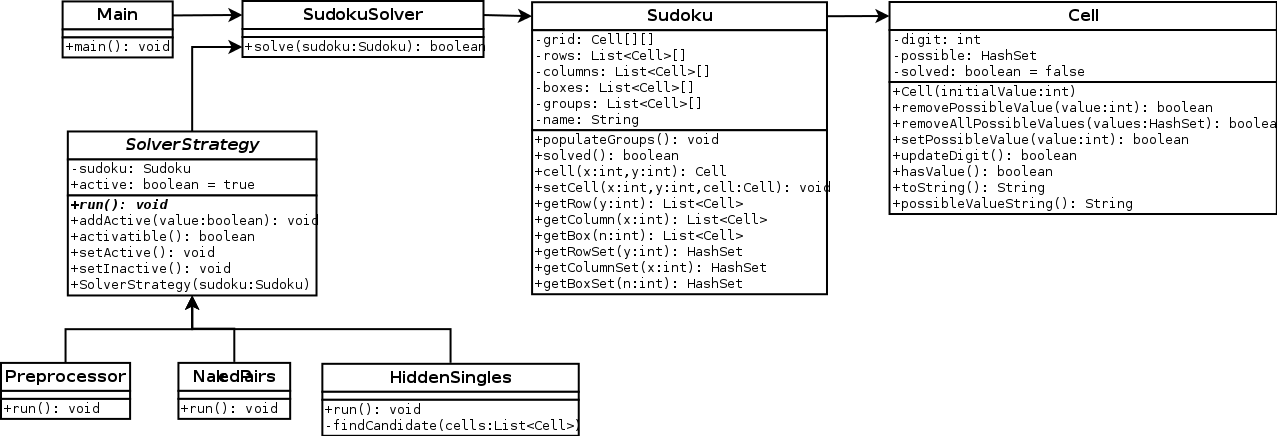 Main
+main(): void
SudokuSolver
+solve(sudoku:Sudoku): boolean
Sudoku
-grid: Cell[][]
-rows: List<Cell>[]
-columns: List<Cell>[]
-boxes: List<Cell>[]
-groups: List<Cell>[]
-name: String
+populateGroups(): void
+solved(): boolean
+cell(x:int,y:int): Cell
+setCell(x:int,y:int,cell:Cell): void
+getRow(y:int): List<Cell>
+getColumn(x:int): List<Cell>
+getBox(n:int): List<Cell>
+getRowSet(y:int): HashSet
+getColumnSet(x:int): HashSet
+getBoxSet(n:int): HashSet
Cell
-digit: int
-possible: HashSet
-solved: boolean = false
+Cell(initialValue:int)
+removePossibleValue(value:int): boolean
+removeAllPossibleValues(values:HashSet): boolea
+setPossibleValue(value:int): boolean
+updateDigit(): boolean
+hasValue(): boolean
+toString(): String
+possibleValueString(): String
SolverStrategy
-sudoku: Sudoku
+active: boolean = true
+run(): void
+addActive(value:boolean): void
+activatible(): boolean
+setActive(): void
+setInactive(): void
+SolverStrategy(sudoku:Sudoku)
Preprocessor
+run(): void
NakedPairs
+run(): void
HiddenSingles
+run(): void
-findCandidate(cells:List<Cell>)